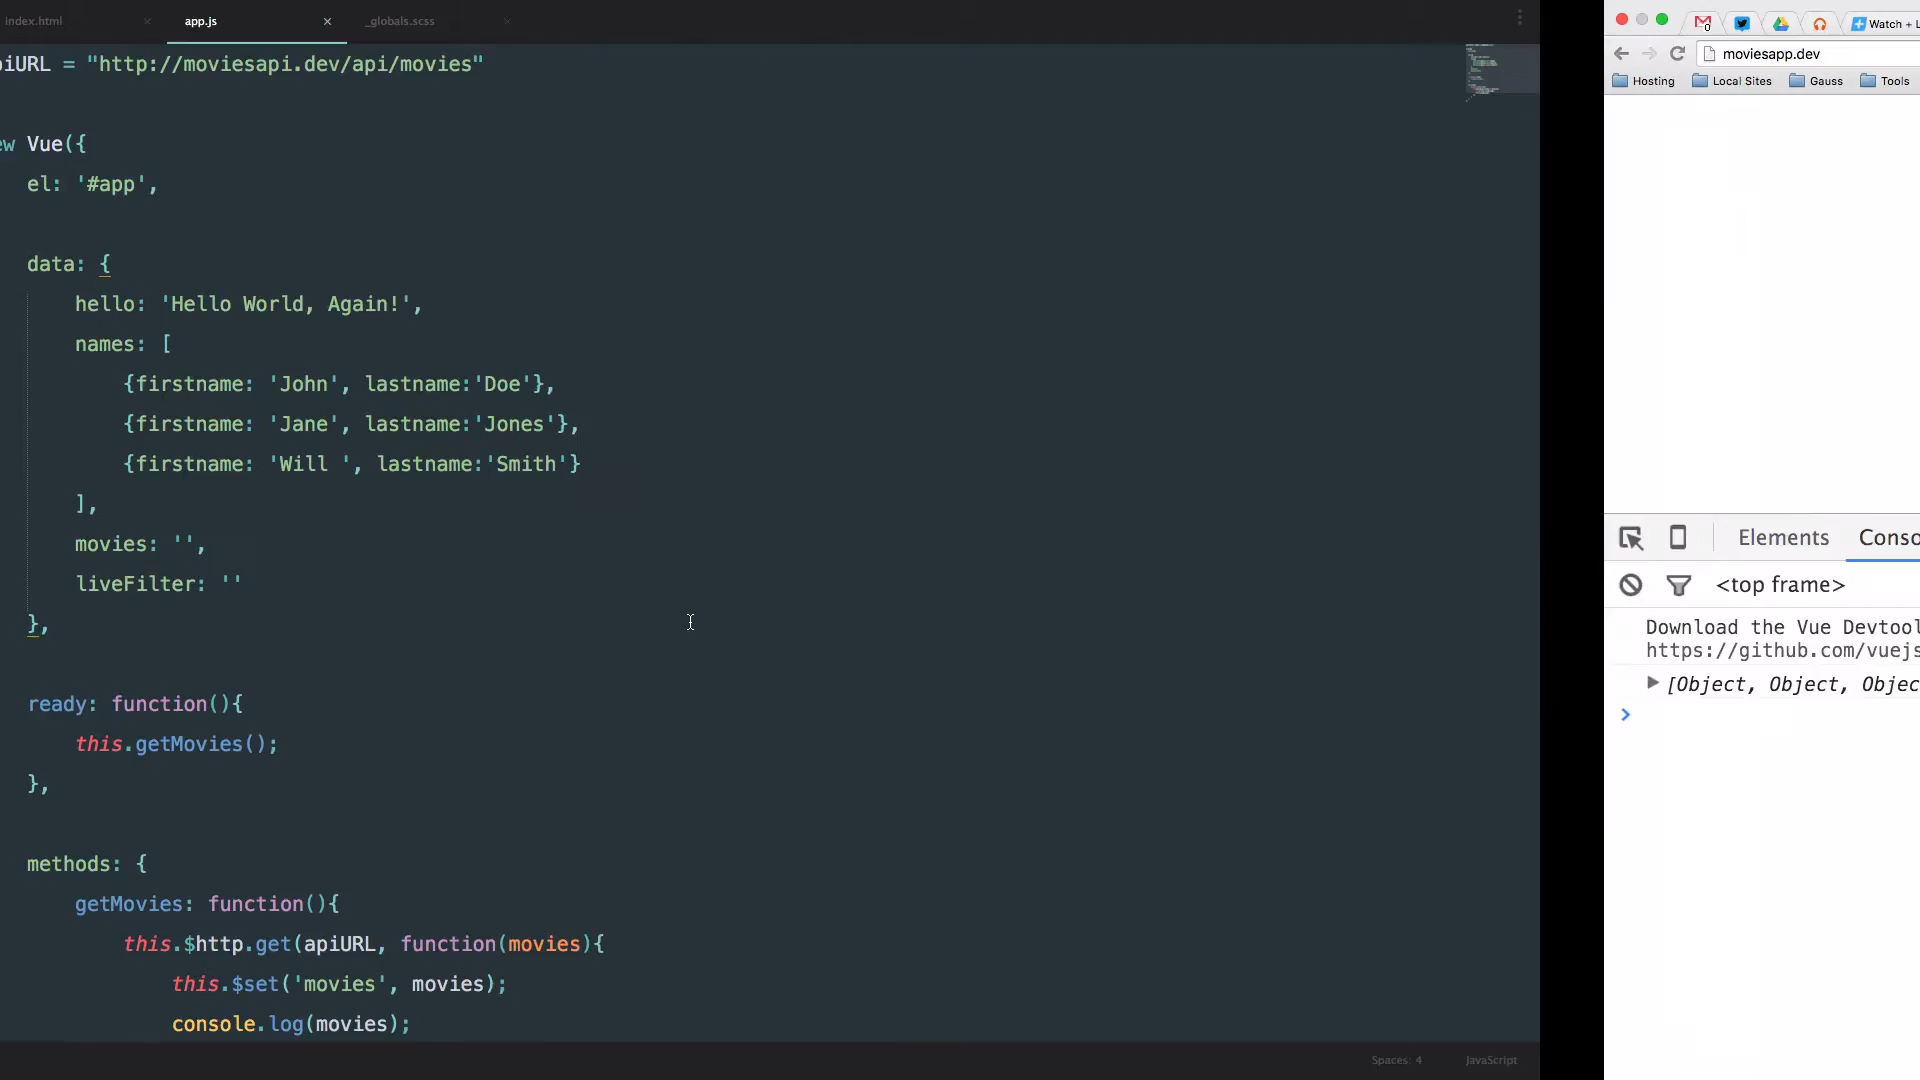 index.html × app.js × _globals.scss ×
iURL = "http://moviesapi.dev/api/movies"
ew Vue({
el: '#app',
data: {
hello: 'Hello World, Again!',
names: [
{firstname: 'John', lastname:'Doe'},
{firstname: 'Jane', lastname:'Jones'},
{firstname: 'Will ', lastname:'Smith'}
],
movies: '',
liveFilter: ''
},
ready: function(){
this.getMovies();
},
methods: {
getMovies: function(){
this.$http.get(apiURL, function(movies){
this.$set('movies', movies);
console.log(movies);
Spaces: 4 JavaScript
Watch + L
moviesapp.dev
Hosting Local Sites Gauss Tools
Elements Conso
<top frame>
Download the Vue Devtool
https://github.com/vuejs
[Object, Object, Objec